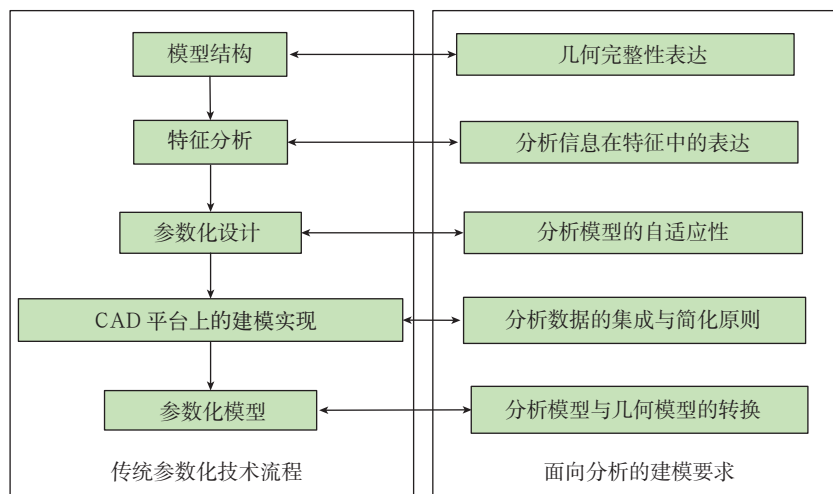 模型结构
几何完整性表达
特征分析
分析信息在特征中的表达
参数化设计
分析模型的自适应性
CAD 平台上的建模实现
分析数据的集成与简化原则
参数化模型
分析模型与几何模型的转换
传统参数化技术流程
面向分析的建模要求